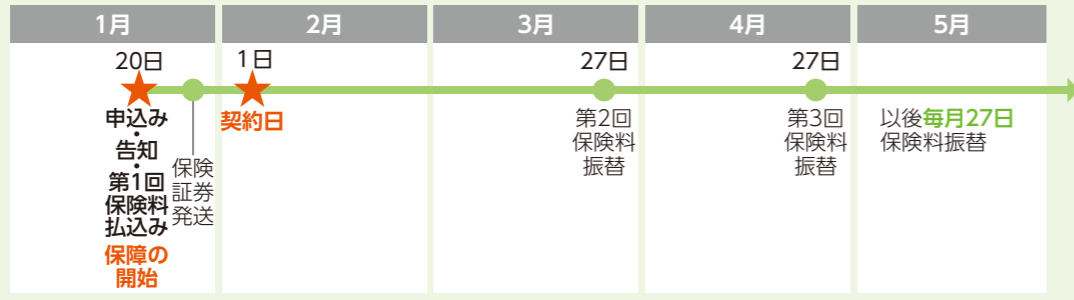 1月
2月
3月
4月
5月
20日
申込み
・
告知
・
第1回
保険料
払込み
保障の
開始
保険
証券
発送
1日
契約日
27日
第2回
保険料
振替
27日
第3回
保険料
振替
以後毎月27日
保険料振替